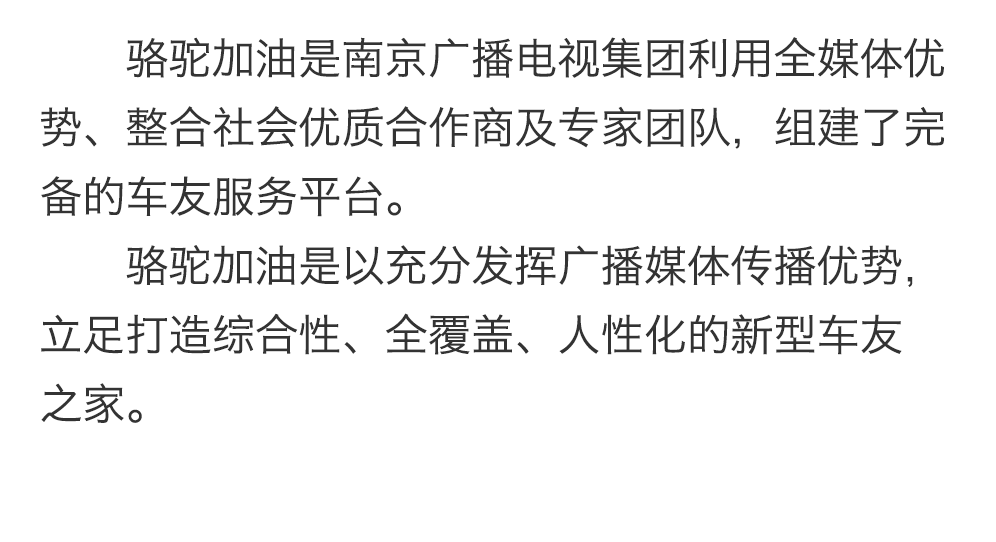 骆驼加油是南京广播电视集团利用全媒体优
势、整合社会优质合作商及专家团队，组建了完
备的车友服务平台。
骆驼加油是以充分发挥广播媒体传播优势，
立足打造综合性、全覆盖、人性化的新型车友
之家。